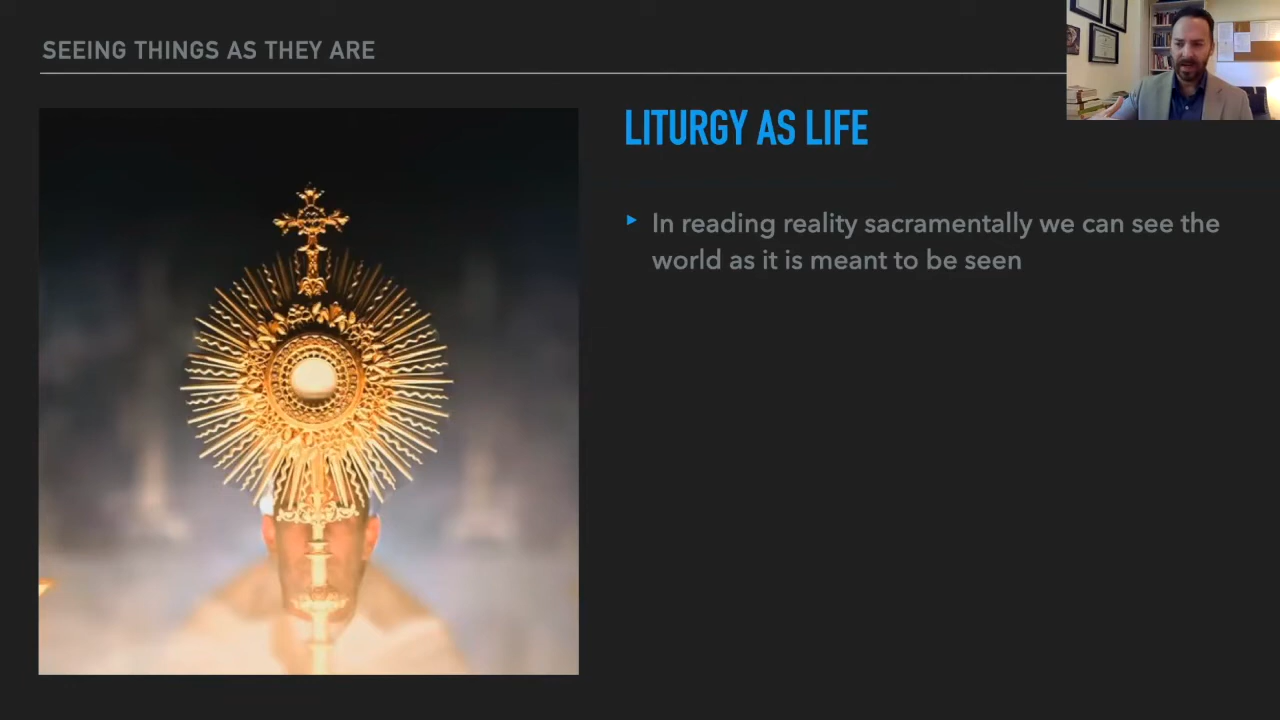 SEEING THINGS AS THEY ARE
LITURGY AS LIFE
In reading reality sacramentally we can see the
world as it is meant to be seen